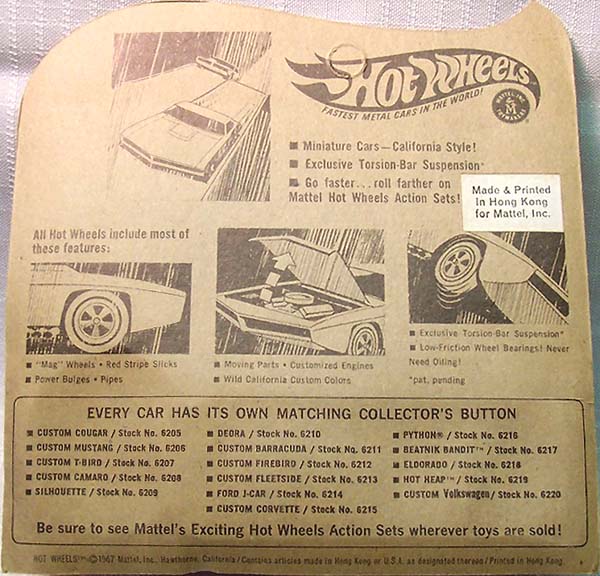 Hot Wheels
FASTEST METAL CARS IN THE WORLD!
MATTEL, INC.
M
■ Miniature Cars—California Style!
■ Exclusive Torsion-Bar Suspension*
■ Go faster...roll farther on
Mattel Hot Wheels Action Sets!
Made & Printed
in Hong Kong
for Mattel, Inc.
All Hot Wheels include most of
these features:
■ "Mag" Wheels • Red Stripe Slicks
■ Power Bulges • Pipes
■ Moving Parts • Customized Engines
■ Wild California Custom Colors
■ Exclusive Torsion-Bar Suspension*
■ Low-Friction Wheel Bearings! Never
Need Oiling!
*pat. pending
EVERY CAR HAS ITS OWN MATCHING COLLECTOR'S BUTTON
■ CUSTOM COUGAR / Stock No. 6205
■ CUSTOM MUSTANG / Stock No. 6206
■ CUSTOM T-BIRD / Stock No. 6207
■ CUSTOM CAMARO / Stock No. 6208
■ SILHOUETTE / Stock No. 6209
■ DEORA / Stock No. 6210
■ CUSTOM BARRACUDA / Stock No. 6211
■ CUSTOM FIREBIRD / Stock No. 6212
■ CUSTOM FLEETSIDE / Stock No. 6213
■ FORD J-CAR / Stock No. 6214
■ CUSTOM CORVETTE / Stock No. 6215
■ PYTHON® / Stock No. 6216
■ BEATNIK BANDIT™ / Stock No. 6217
■ ELDORADO / Stock No. 6218
■ HOT HEAP™ / Stock No. 6219
■ CUSTOM Volkswagen / Stock No. 6220
Be sure to see Mattel's Exciting Hot Wheels Action Sets wherever toys are sold!
HOT WHEELS™ ©1967 Mattel, Inc., Hawthorne, California / Contains articles made in Hong Kong or U.S.A. as designated thereon / Printed in Hong Kong.